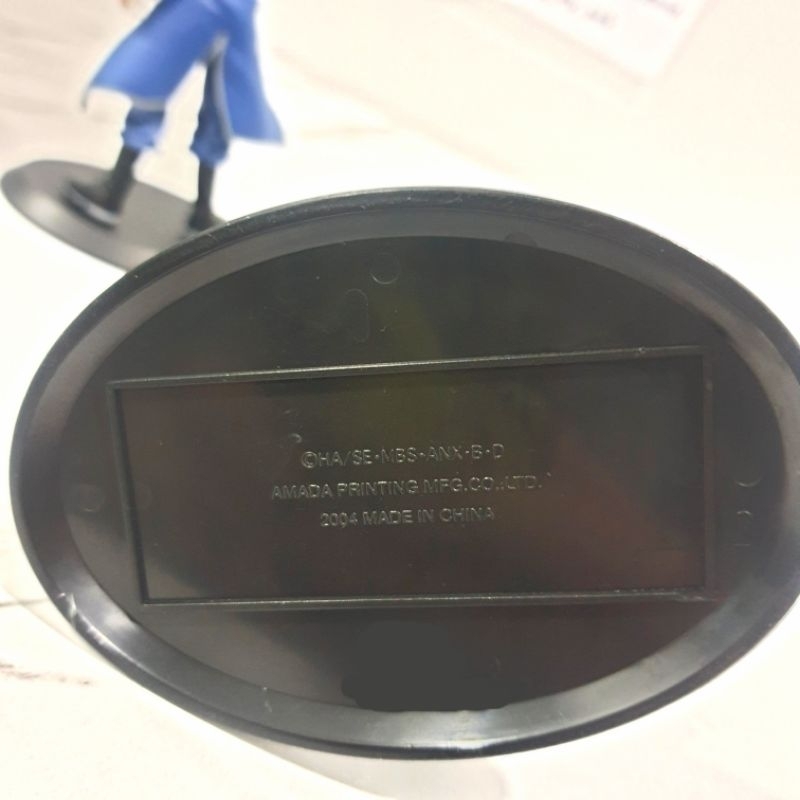 ©HA/SE•MBS•ANX•B•D
AMADA PRINTING MFG.CO.,LTD.
2004 MADE IN CHINA